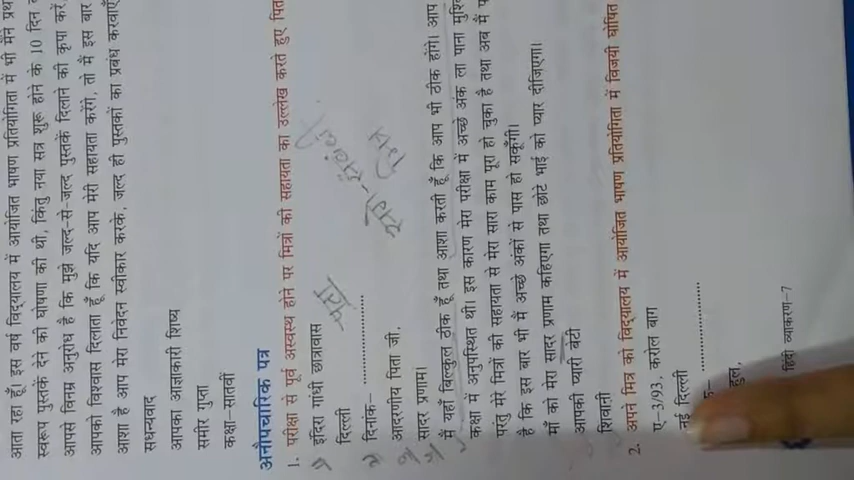 आता रहा हूँ। इस वर्ष विद्यालय में आयोजित भाषण प्रतियोगिता में भी मैंने
स्वरूप पुस्तकें देने की घोषणा की थी, किंतु नया सत्र शुरू होने के 10 दिन
आपसे विनम्र अनुरोध है कि मुझे जल्द-से-जल्द पुस्तकें दिलाने की कृपा करें,
आपको विश्वास दिलाता हूँ कि यदि आप मेरी सहायता करेंगे, तो मैं इस बार
आशा है आप मेरा निवेदन स्वीकार करके, जल्द ही पुस्तकों का प्रबंध करवाएँ
सधन्यवाद
आपका आज्ञाकारी शिष्य
समीर गुप्ता
कक्षा—सातवीं
अनौपचारिक पत्र
1. परीक्षा से पूर्व अस्वस्थ होने पर मित्रों की सहायता का उल्लेख करते हुए
इंदिरा गांधी छात्रावास
दिल्ली
दिनांक— ....................
आदरणीय पिता जी,
सादर प्रणाम।
मैं यहाँ बिल्कुल ठीक हूँ तथा आशा करती हूँ कि आप भी ठीक होंगे। आप
कक्षा में अनुपस्थित थी। इस कारण मेरा परीक्षा में अच्छे अंक ला पाना
परंतु मेरे मित्रों की सहायता से मेरा सारा काम पूरा हो चुका है तथा अब मैं
है कि इस बार भी मैं अच्छे अंकों से पास हो सकूँगी।
माँ को मेरा सादर प्रणाम कहिएगा तथा छोटे भाई को प्यार दीजिएगा।
आपकी प्यारी बेटी
शिवानी
2. अपने मित्र को विद्यालय में आयोजित भाषण प्रतियोगिता में विजयी घोषित
ए-3/93, करोल बाग
नई दिल्ली
....................
हिंदी व्याकरण-7